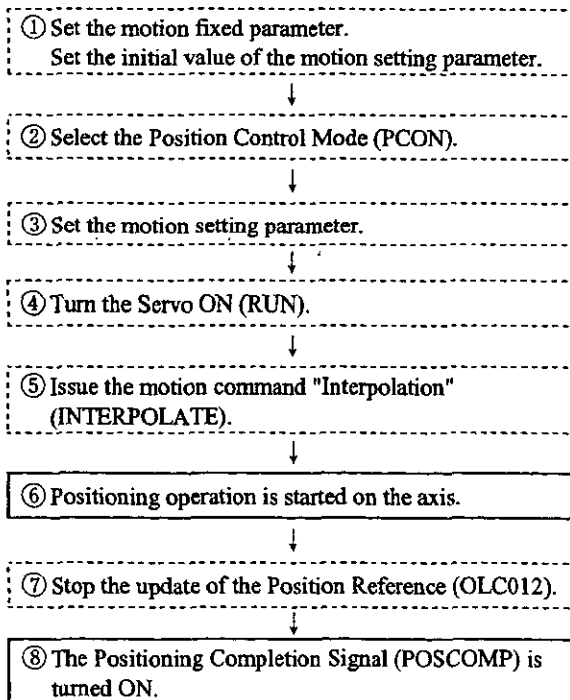 ① Set the motion fixed parameter.
Set the initial value of the motion setting parameter.
② Select the Position Control Mode (PCON).
③ Set the motion setting parameter.
④ Turn the Servo ON (RUN).
⑤ Issue the motion command "Interpolation"
(INTERPOLATE).
⑥ Positioning operation is started on the axis.
⑦ Stop the update of the Position Reference (OLC012).
⑧ The Positioning Completion Signal (POSCOMP) is
turned ON.